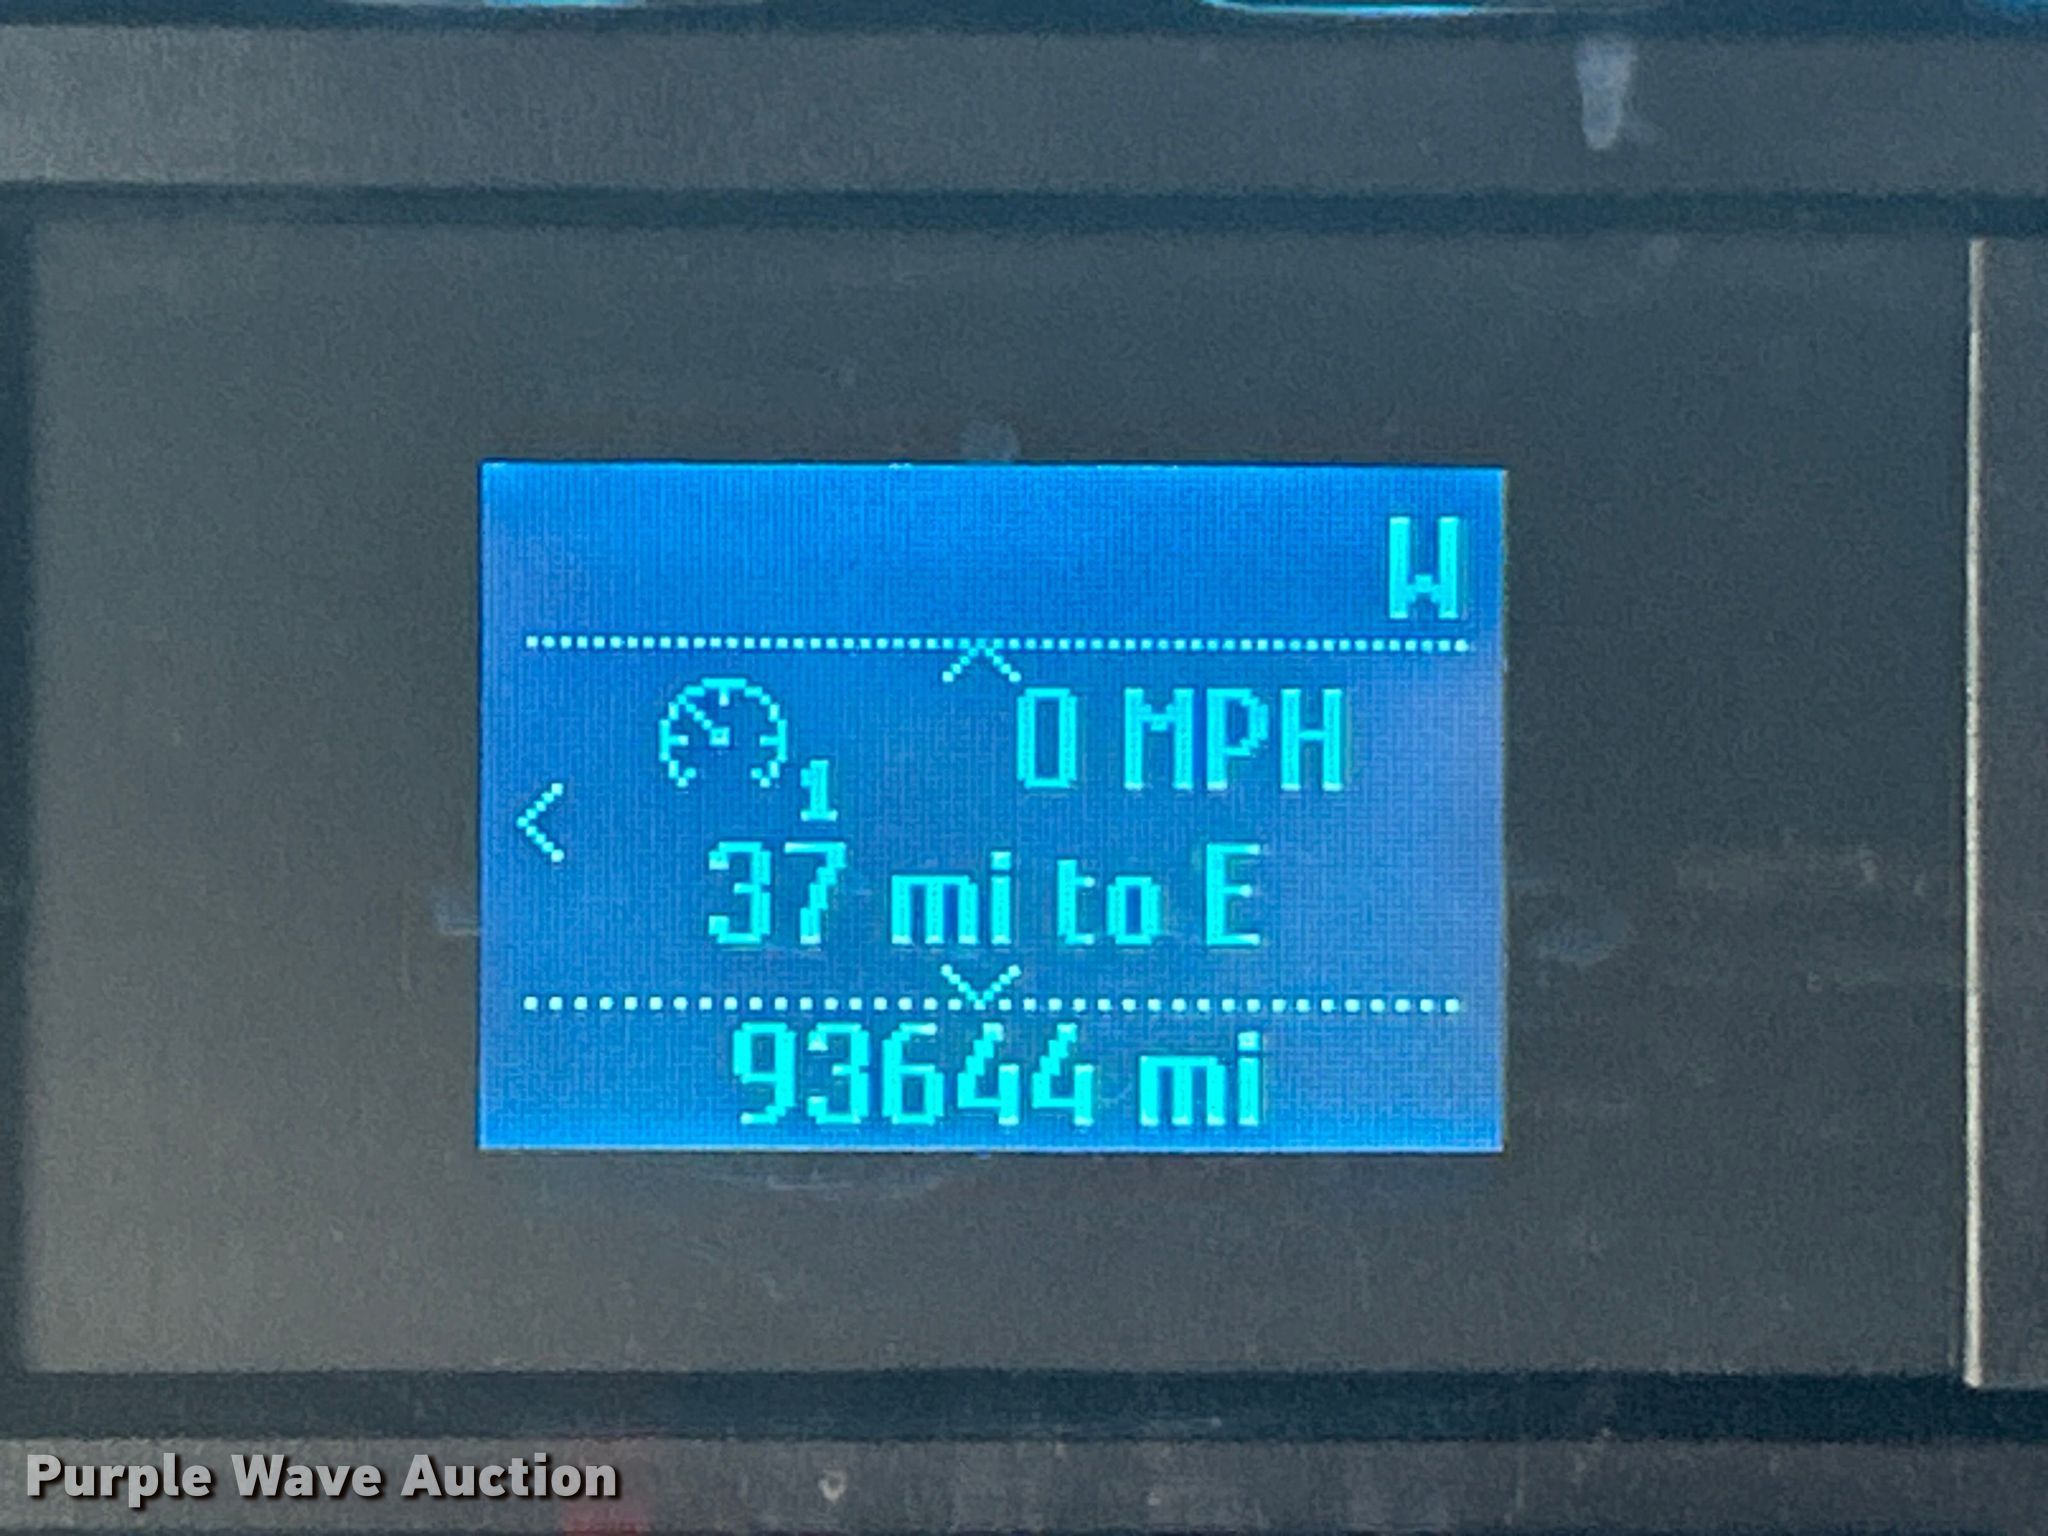 W
0 MPH
1
37 mi to E
93644 mi
Purple Wave Auction